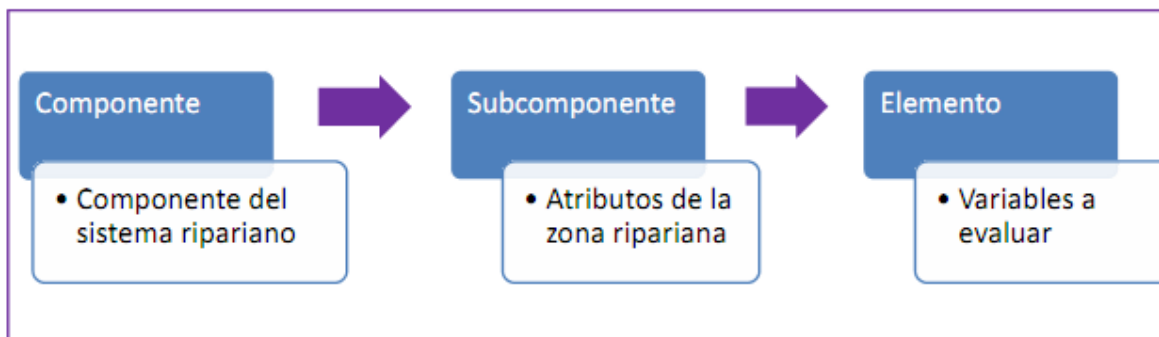 Componente
• Componente del
sistema ripariano
Subcomponente
• Atributos de la
zona ripariana
Elemento
• Variables a
evaluar